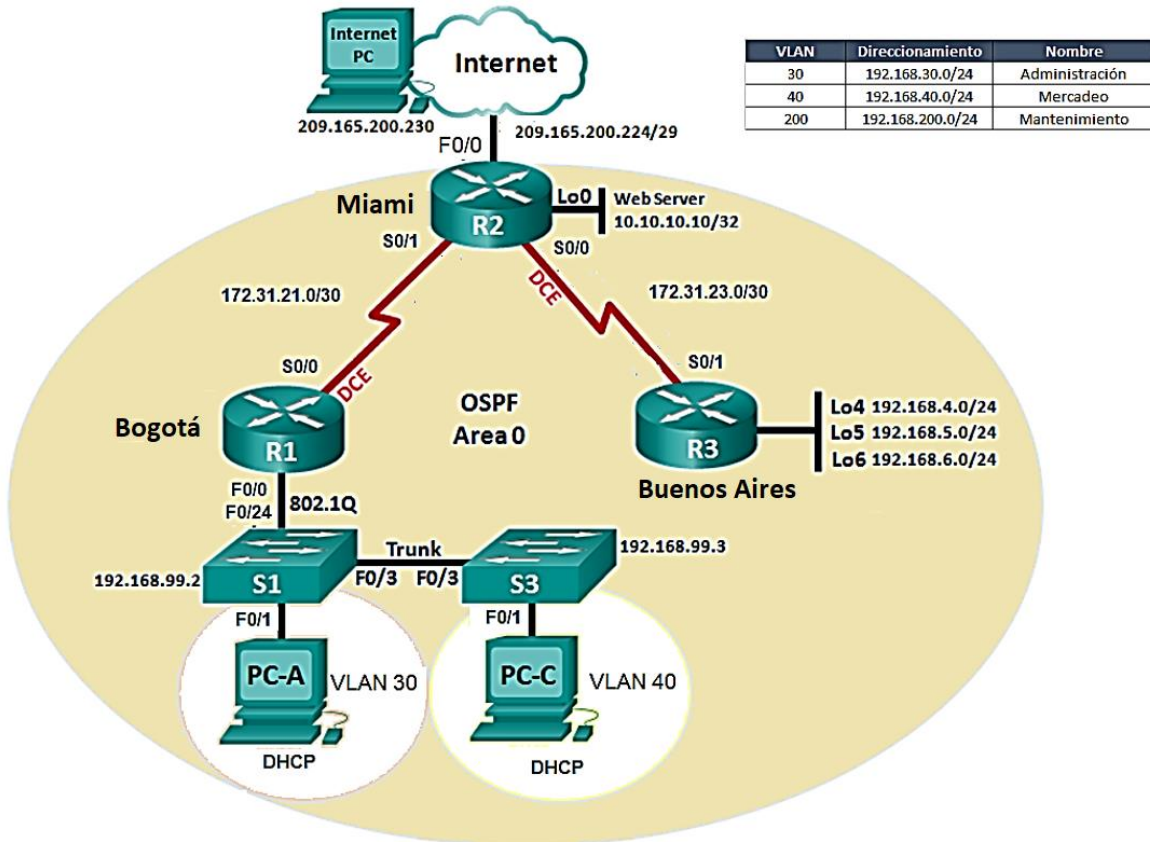 Internet
PC
Internet
209.165.200.230
209.165.200.224/29
F0/0
VLAN Direccionamiento Nombre
30 192.168.30.0/24 Administración
40 192.168.40.0/24 Mercadeo
200 192.168.200.0/24 Mantenimiento
Miami
R2
Lo0
Web Server
10.10.10.10/32
S0/1
S0/0
DCE
172.31.21.0/30
172.31.23.0/30
S0/0
DCE
S0/1
Bogotá
R1
OSPF
Area 0
R3
Buenos Aires
Lo4 192.168.4.0/24
Lo5 192.168.5.0/24
Lo6 192.168.6.0/24
F0/0
802.1Q
F0/24
Trunk
F0/3 F0/3
192.168.99.2
S1
S3
192.168.99.3
F0/1
F0/1
PC-A
VLAN 30
PC-C
VLAN 40
DHCP
DHCP